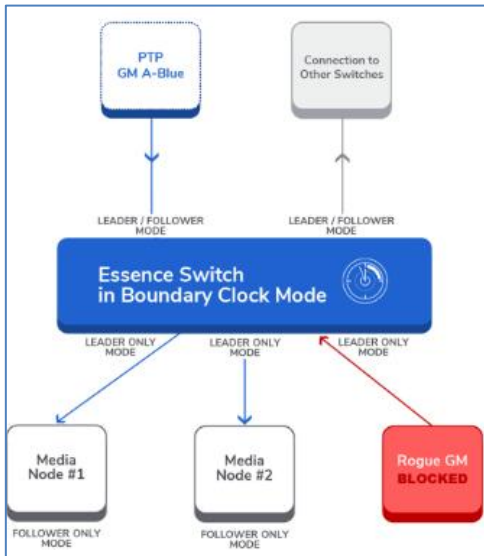 PTP
GM A-Blue
Connection to
Other Switches
LEADER / FOLLOWER
MODE
LEADER / FOLLOWER
MODE
Essence Switch
in Boundary Clock Mode
LEADER ONLY
MODE
LEADER ONLY
MODE
LEADER ONLY
MODE
Media
Node #1
Media
Node #2
Rogue GM
BLOCKED
FOLLOWER ONLY
MODE
FOLLOWER ONLY
MODE